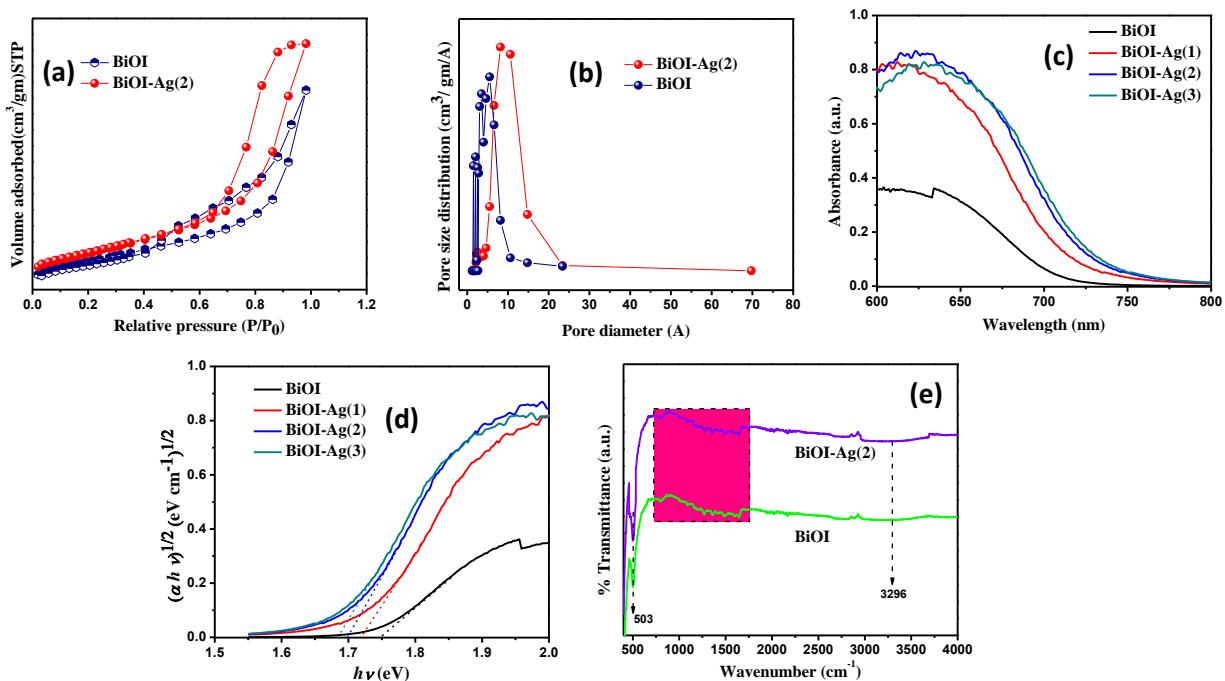 (a)
BiOI
BiOI-Ag(2)
Volume adsorbed(cm³/gm)STP
0.0 0.2 0.4 0.6 0.8 1.0 1.2
Relative pressure (P/P₀)
(b)
BiOI-Ag(2)
BiOI
Pore size distribution (cm³/ gm/A)
0 10 20 30 40 50 60 70 80
Pore diameter (A)
(c)
BiOI
BiOI-Ag(1)
BiOI-Ag(2)
BiOI-Ag(3)
Absorbance (a.u.)
1.0
0.8
0.6
0.4
0.2
0.0
600 650 700 750 800
Wavelength (nm)
(d)
BiOI
BiOI-Ag(1)
BiOI-Ag(2)
BiOI-Ag(3)
(α h ν)^1/2 (eV cm⁻¹)^1/2
1.0
0.8
0.6
0.4
0.2
0.0
1.5 1.6 1.7 1.8 1.9 2.0
hν (eV)
(e)
BiOI-Ag(2)
BiOI
% Transmittance (a.u.)
503
3296
500 1000 1500 2000 2500 3000 3500 4000
Wavenumber (cm⁻¹)